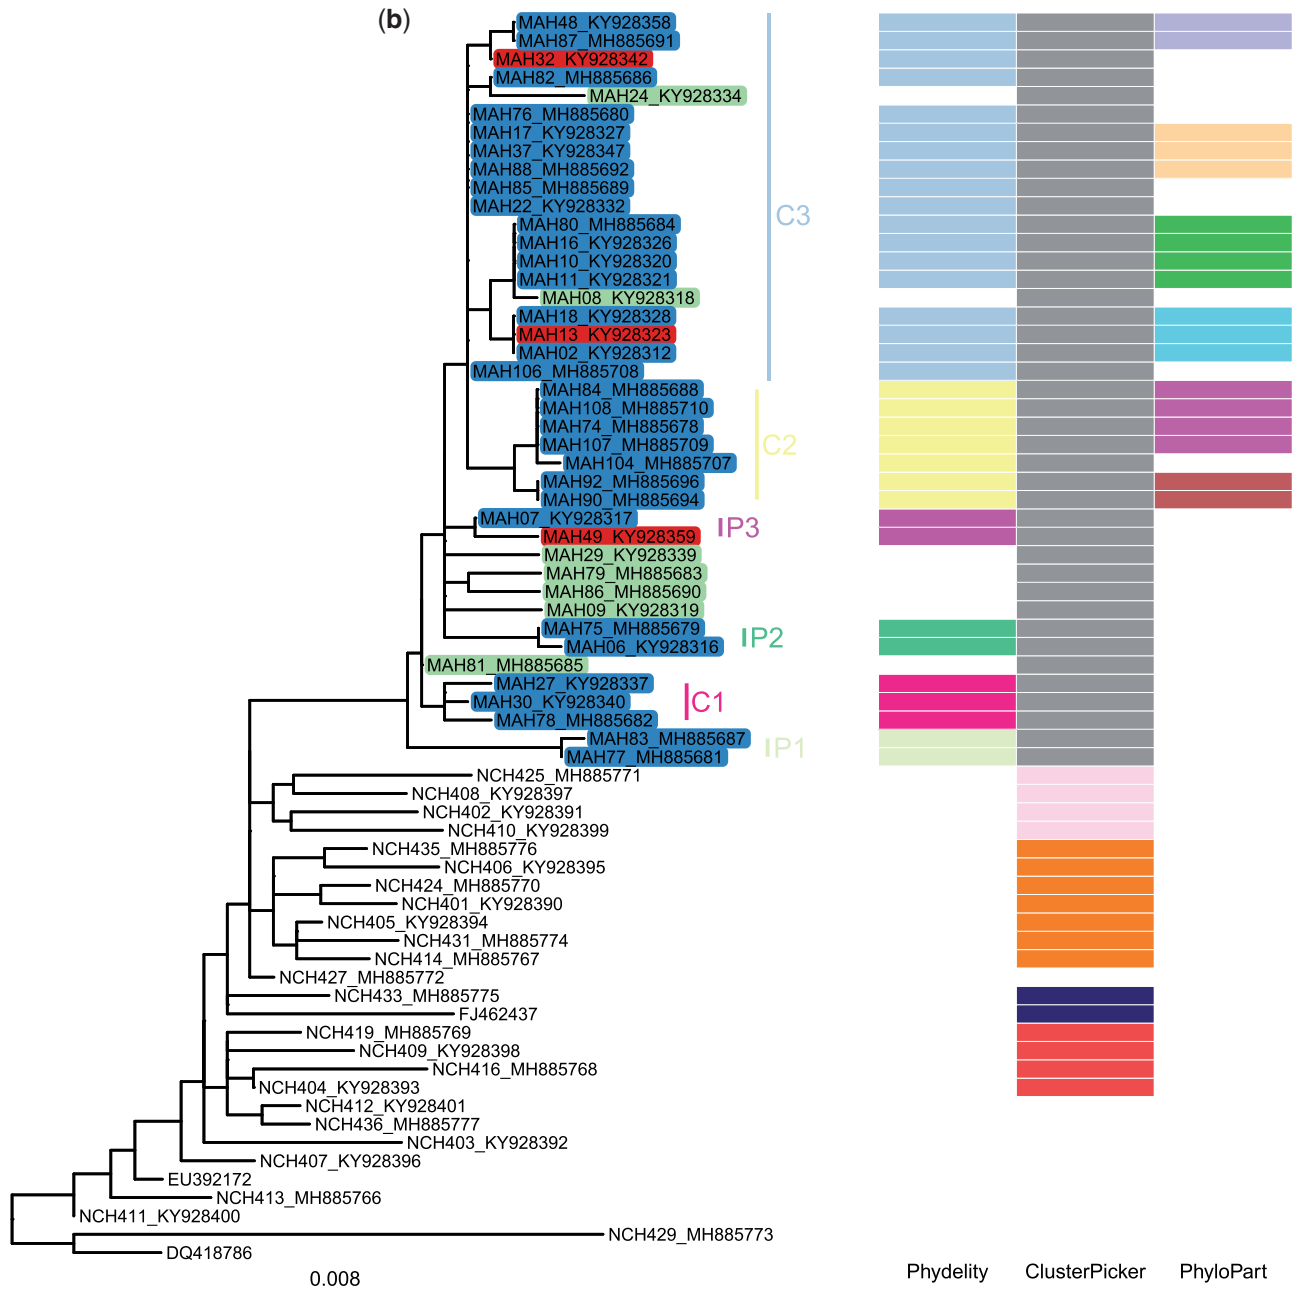 (b)
MAH48_KY928358
MAH87_MH885691
MAH32_KY928342
MAH82_MH885686
MAH24_KY928334
MAH76_MH885680
MAH17_KY928327
MAH37_KY928347
MAH88_MH885692
MAH85_MH885689
MAH22_KY928332
C3
MAH80_MH885684
MAH16_KY928326
MAH10_KY928320
MAH11_KY928321
MAH08_KY928318
MAH18_KY928328
MAH13_KY928323
MAH02_KY928312
MAH106_MH885708
MAH84_MH885688
MAH108_MH885710
MAH74_MH885678
MAH107_MH885709
C2
MAH104_MH885707
MAH92_MH885696
MAH90_MH885694
MAH07_KY928317
P3
MAH49_KY928359
MAH29_KY928339
MAH79_MH885683
MAH86_MH885690
MAH09_KY928319
MAH75_MH885679
P2
MAH06_KY928316
MAH81_MH885685
MAH27_KY928337
MAH30_KY928340
C1
MAH78_MH885682
MAH83_MH885687
P1
MAH77_MH885681
NCH425_MH885771
NCH408_KY928397
NCH402_KY928391
NCH410_KY928399
NCH435_MH885776
NCH406_KY928395
NCH424_MH885770
NCH401_KY928390
NCH405_KY928394
NCH431_MH885774
NCH414_MH885767
NCH427_MH885772
NCH433_MH885775
FJ462437
NCH419_MH885769
NCH409_KY928398
NCH416_MH885768
NCH404_KY928393
NCH412_KY928401
NCH436_MH885777
NCH403_KY928392
NCH407_KY928396
EU392172
NCH413_MH885766
NCH411_KY928400
NCH429_MH885773
DQ418786
0.008
Phydelity ClusterPicker PhyloPart